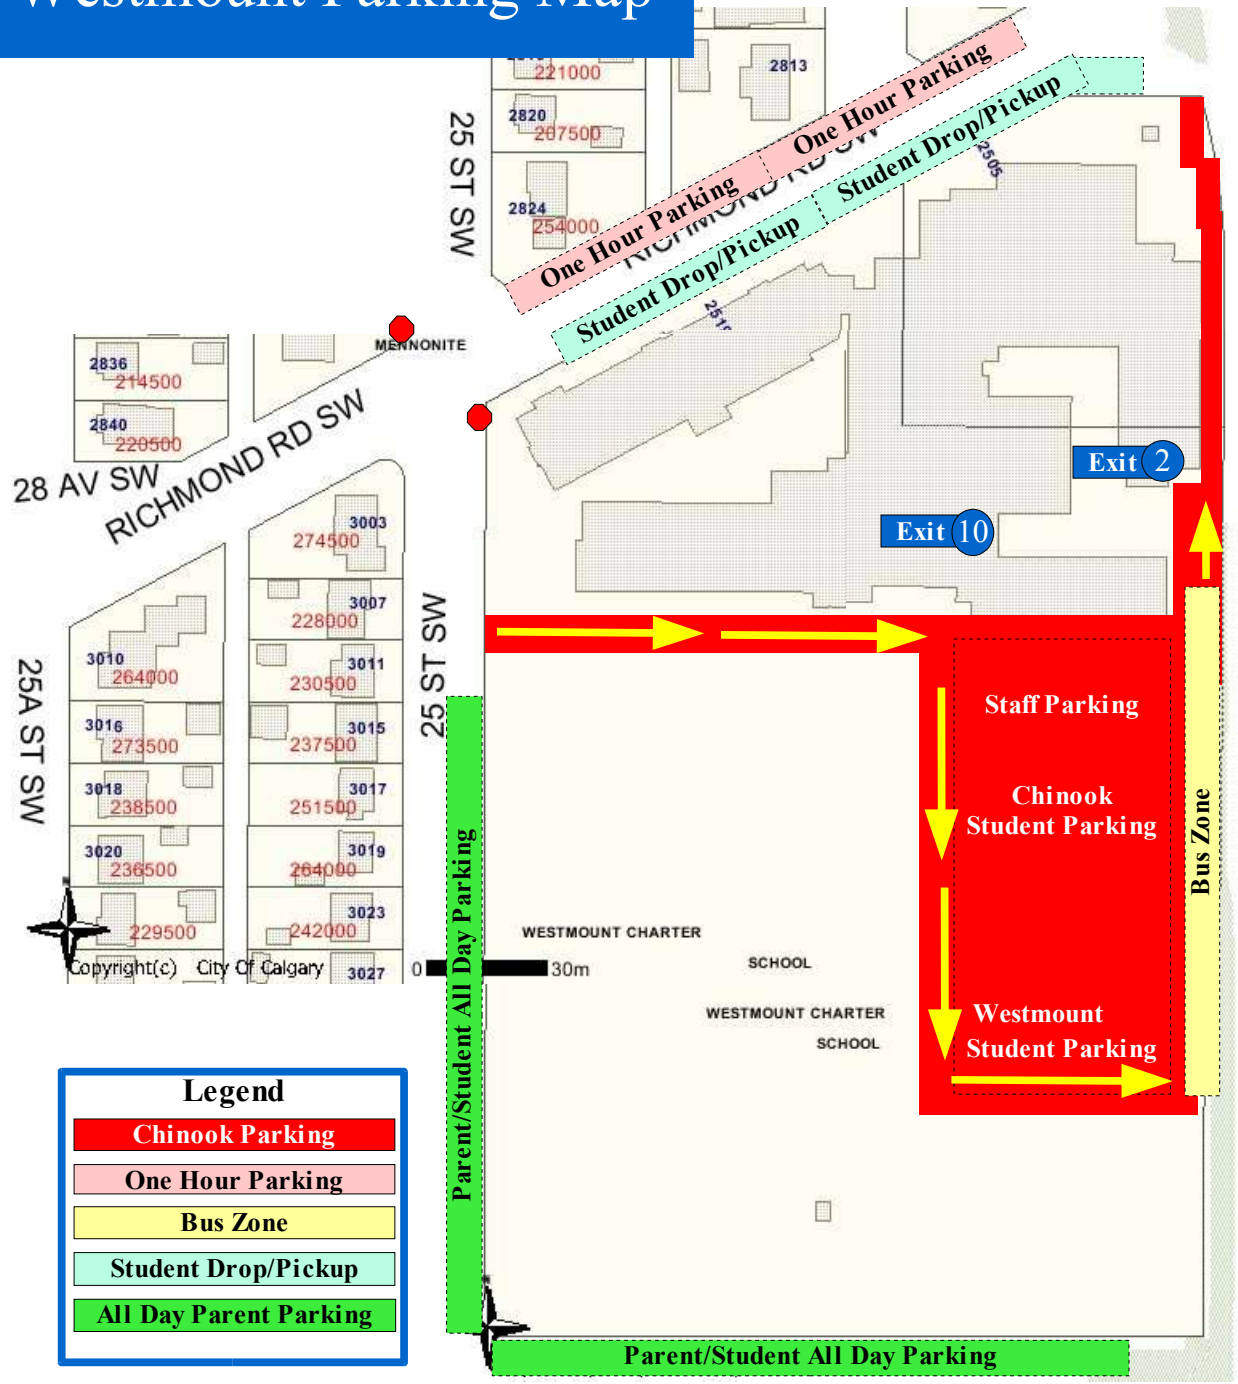 Westmount Parking Map
221000
2813
2820
207500
25 ST SW
2824
254000
One Hour Parking
One Hour Parking
RICHMOND RD SW
Student Drop/Pickup
Student Drop/Pickup
2505
MENNONITE
2836
214500
2840
220500
28 AV SW
RICHMOND RD SW
Exit 2
Exit 10
3003
274500
3007
228000
25 ST SW
3010
264000
3011
230500
25A ST SW
3016
273500
3015
237500
3018
238500
3017
251500
3020
236500
3019
264000
229500
3023
242000
3027
Copyright(c) City Of Calgary
0 30m
Staff Parking
Chinook
Student Parking
Westmount
Student Parking
Bus Zone
WESTMOUNT CHARTER
SCHOOL
WESTMOUNT CHARTER
SCHOOL
Parent/Student All Day Parking
Legend
Chinook Parking
One Hour Parking
Bus Zone
Student Drop/Pickup
All Day Parent Parking
Parent/Student All Day Parking